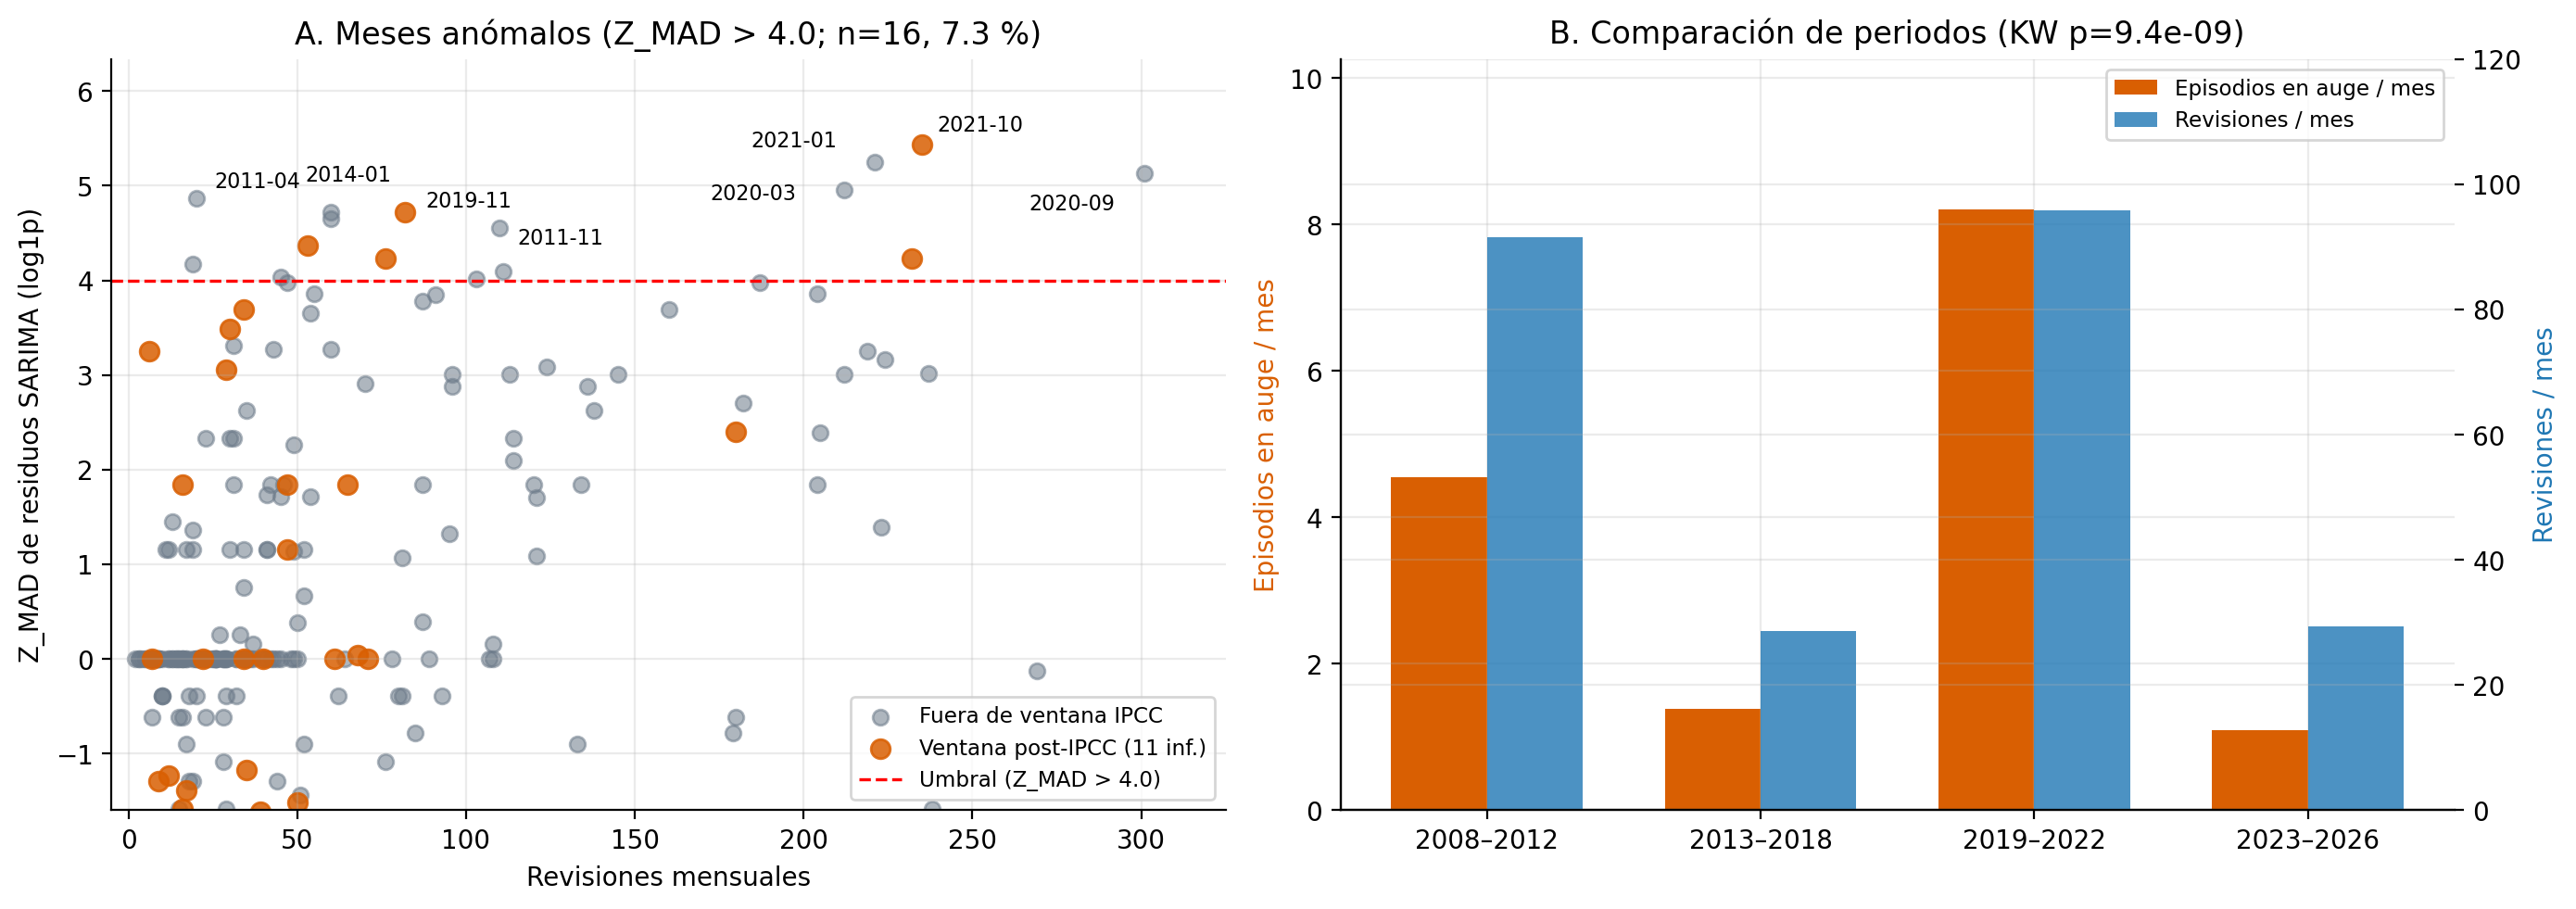 A. Meses anómalos (Z_MAD > 4.0; n=16, 7.3 %)
Z_MAD de residuos SARIMA (log1p)
6
5
4
3
2
1
0
−1
2011-04
2014-01
2019-11
2011-11
2021-01
2020-03
2021-10
2020-09
Fuera de ventana IPCC
Ventana post-IPCC (11 inf.)
Umbral (Z_MAD > 4.0)
0 50 100 150 200 250 300
Revisiones mensuales
B. Comparación de periodos (KW p=9.4e-09)
Episodios en auge / mes
10
8
6
4
2
0
Episodios en auge / mes
Revisiones / mes
120
100
80
60
40
20
0
Revisiones / mes
2008–2012 2013–2018 2019–2022 2023–2026